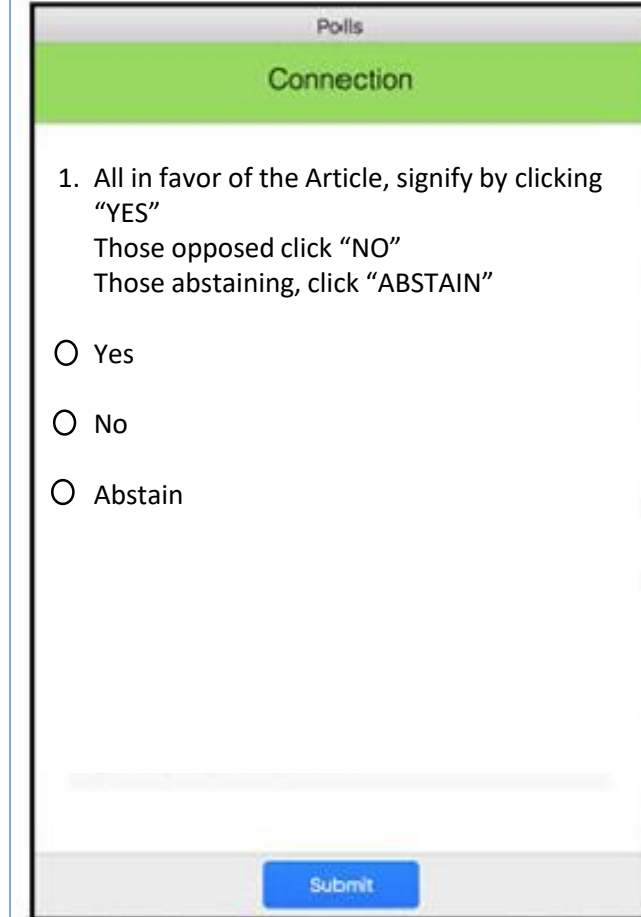 Polls
Connection
1. All in favor of the Article, signify by clicking
“YES”
Those opposed click “NO”
Those abstaining, click “ABSTAIN”
Yes
No
Abstain
Submit